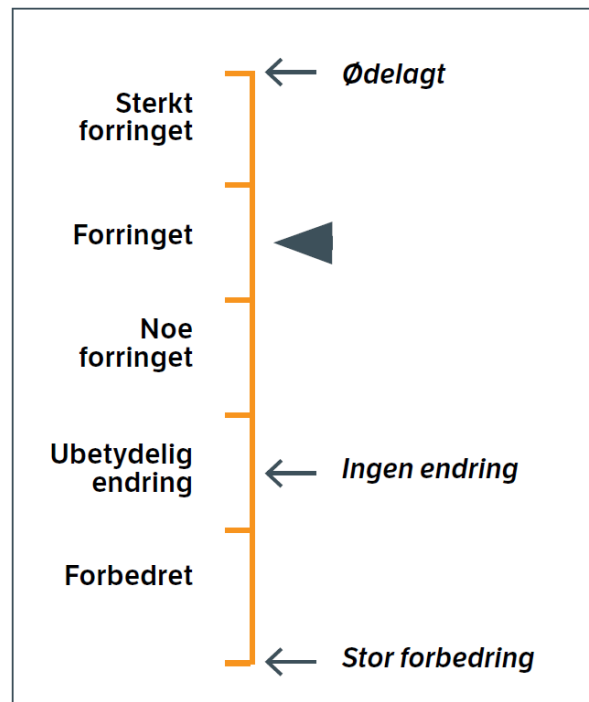 Ødelagt
Sterkt
forringet
Forringet
Noe
forringet
Ubetydelig
endring
Ingen endring
Forbedret
Stor forbedring